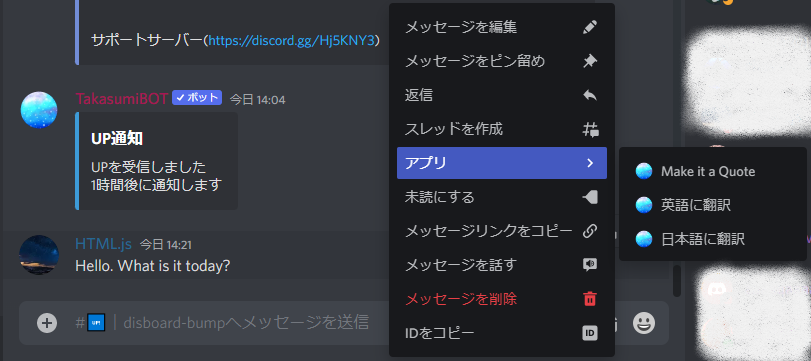 サポートサーバー(https://discord.gg/Hj5KNY3)
TakasumiBOT ✓ボット 今日 14:04
UP通知
UPを受信しました
1時間後に通知します
HTML.js 今日 14:21
Hello. What is it today?
#UP!｜disboard-bumpへメッセージを送信
メッセージを編集
メッセージをピン留め
返信
スレッドを作成
アプリ
未読にする
メッセージリンクをコピー
メッセージを話す
メッセージを削除
IDをコピー ID
Make it a Quote
英語に翻訳
日本語に翻訳